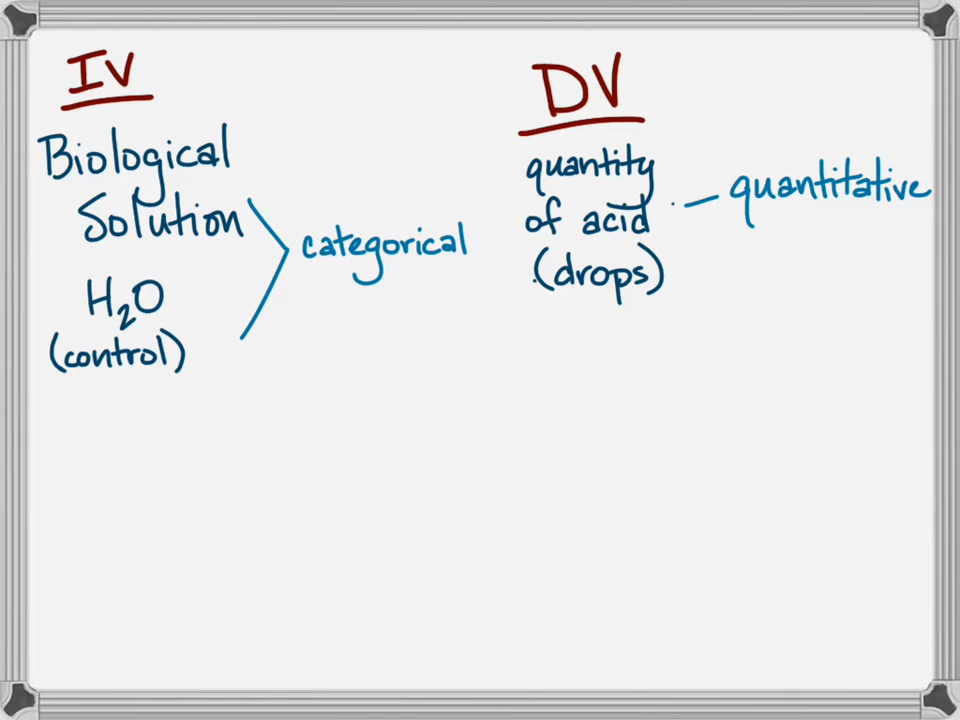 IV
Biological
Solution
H₂O
(control)
categorical
DV
quantity
of acid
(drops)
quantitative